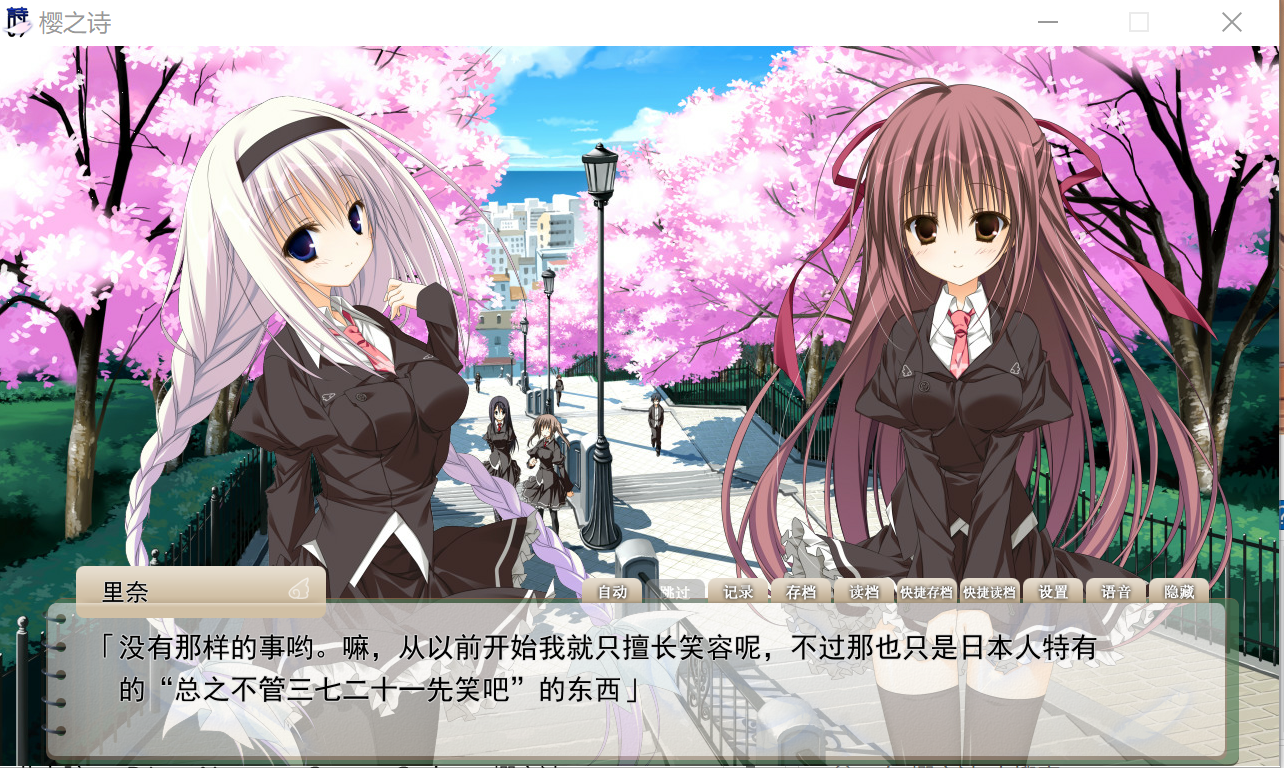 樱之诗
里奈
自动 跳过 记录 存档 读档 快捷存档 快捷读档 设置 语音 隐藏
「没有那样的事哟。嘛，从以前开始我就只擅长笑容呢，不过那也只是日本人特有
的“总之不管三七二十一先笑吧”的东西」